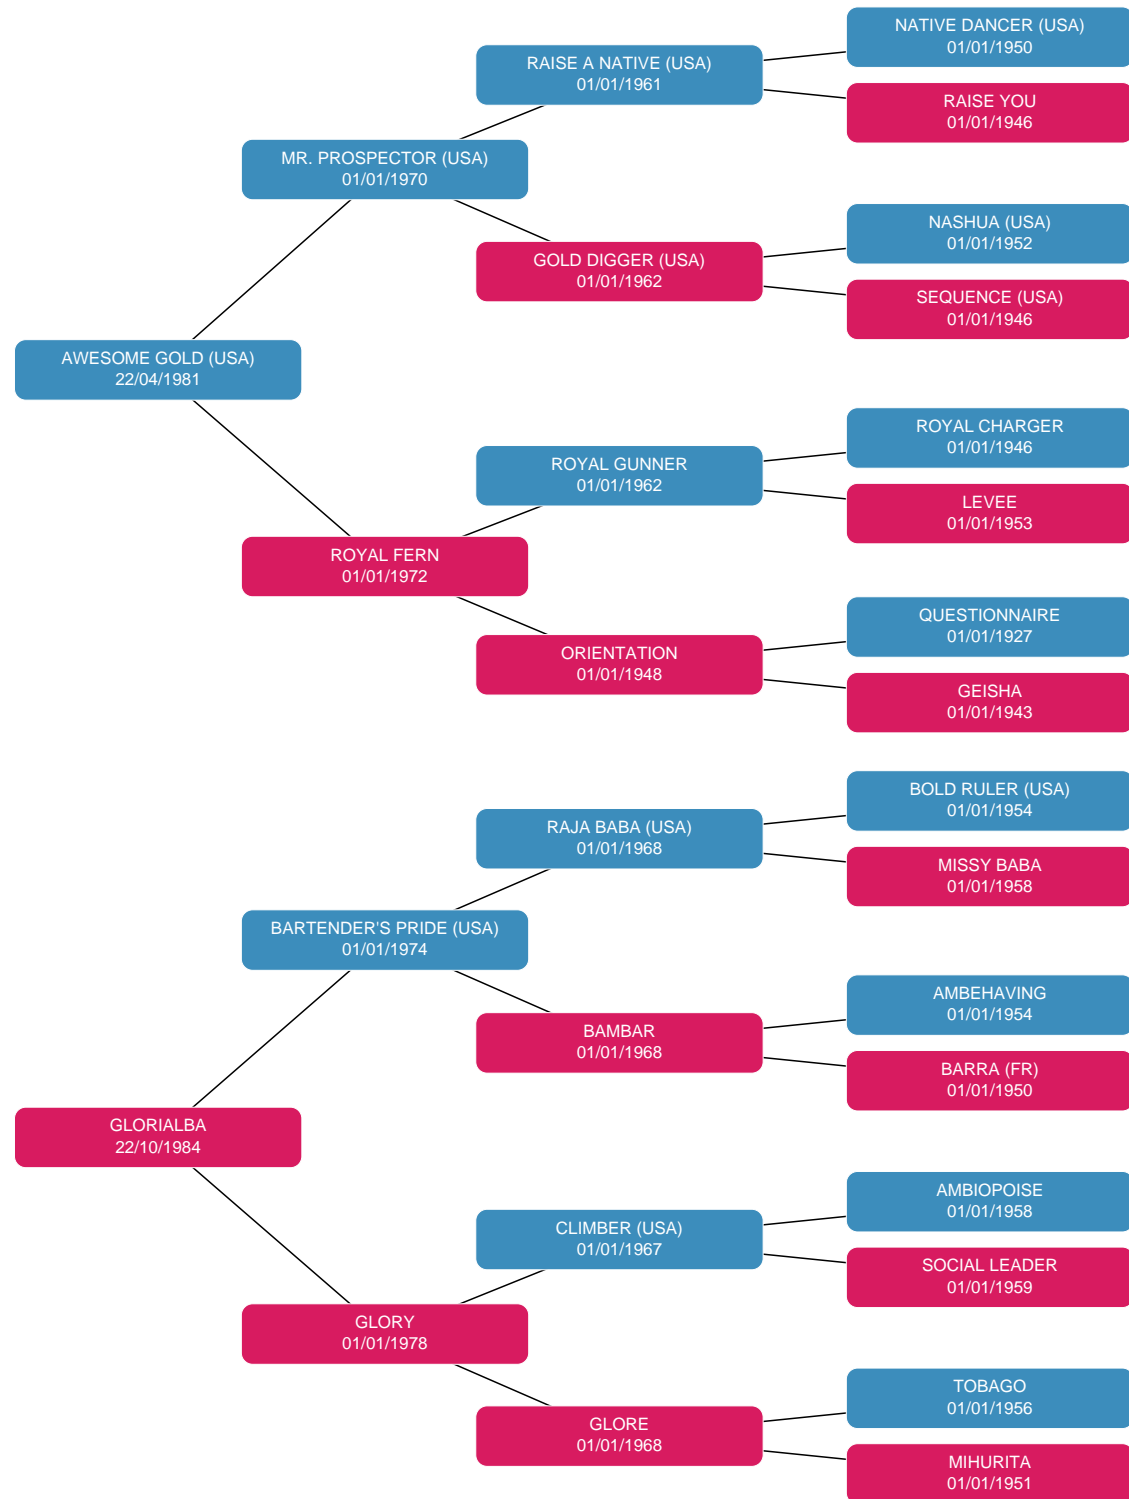 NATIVE DANCER (USA)
01/01/1950
RAISE A NATIVE (USA)
01/01/1961
RAISE YOU
01/01/1946
MR. PROSPECTOR (USA)
01/01/1970
NASHUA (USA)
01/01/1952
GOLD DIGGER (USA)
01/01/1962
SEQUENCE (USA)
01/01/1946
AWESOME GOLD (USA)
22/04/1981
ROYAL CHARGER
01/01/1946
ROYAL GUNNER
01/01/1962
LEVEE
01/01/1953
ROYAL FERN
01/01/1972
QUESTIONNAIRE
01/01/1927
ORIENTATION
01/01/1948
GEISHA
01/01/1943
BOLD RULER (USA)
01/01/1954
RAJA BABA (USA)
01/01/1968
MISSY BABA
01/01/1958
BARTENDER'S PRIDE (USA)
01/01/1974
AMBEHAVING
01/01/1954
BAMBAR
01/01/1968
BARRA (FR)
01/01/1950
GLORIALBA
22/10/1984
AMBIOPOISE
01/01/1958
CLIMBER (USA)
01/01/1967
SOCIAL LEADER
01/01/1959
GLORY
01/01/1978
TOBAGO
01/01/1956
GLORE
01/01/1968
MIHURITA
01/01/1951